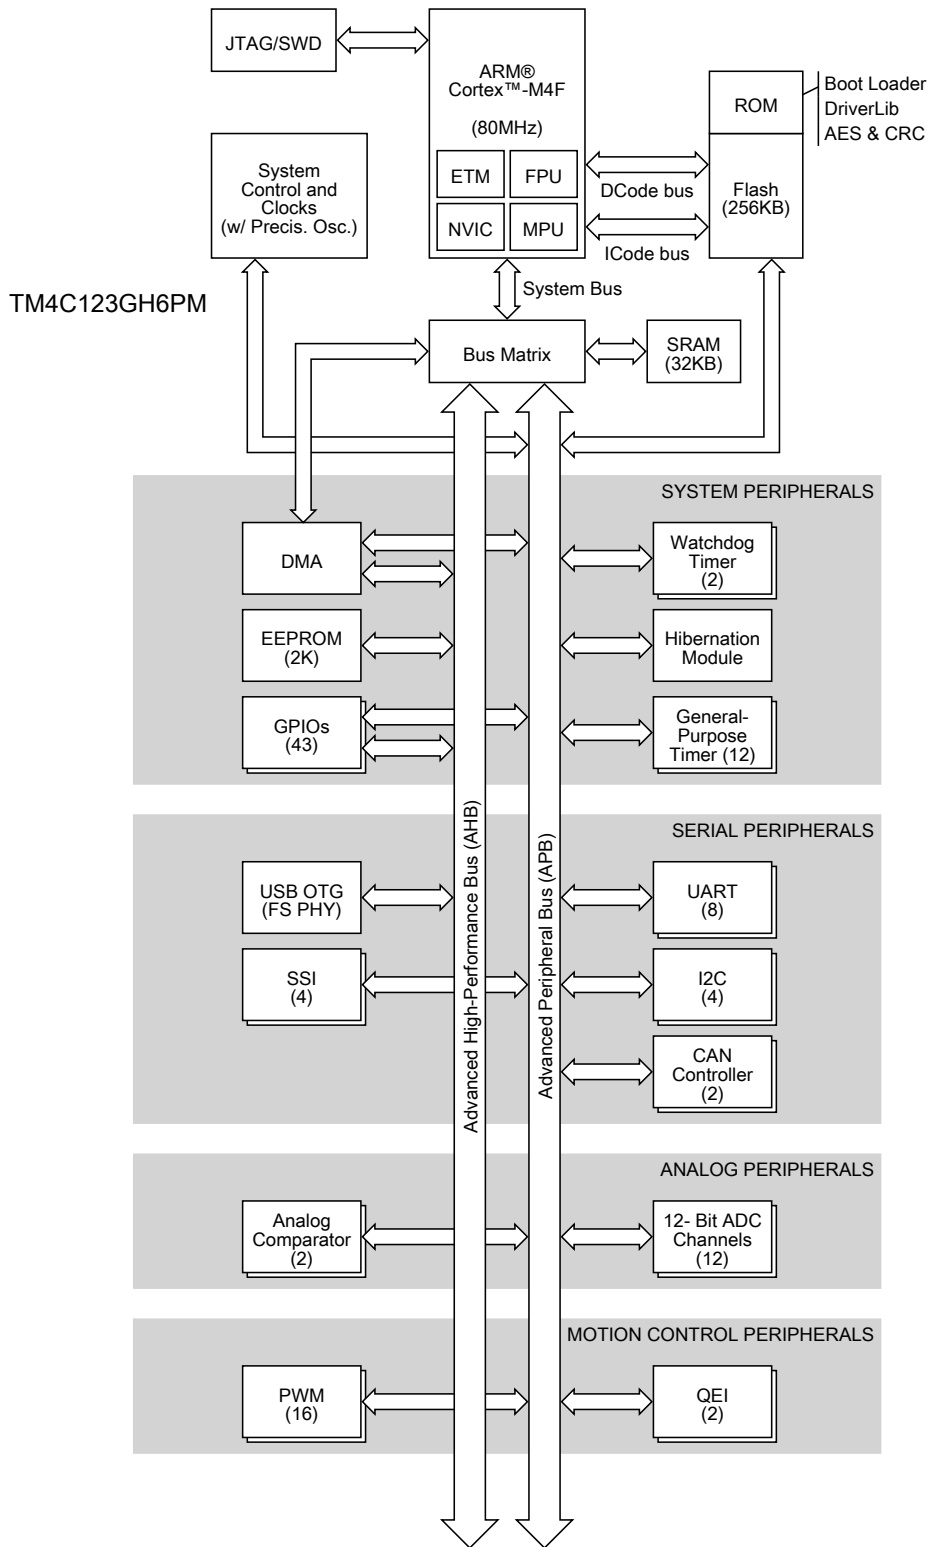 JTAG/SWD
ARM®
Cortex™-M4F
(80MHz)
ETM
FPU
NVIC
MPU
ROM
Boot Loader
DriverLib
AES & CRC
Flash
(256KB)
DCode bus
ICode bus
System
Control and
Clocks
(w/ Precis. Osc.)
TM4C123GH6PM
System Bus
Bus Matrix
SRAM
(32KB)
SYSTEM PERIPHERALS
DMA
Watchdog
Timer
(2)
EEPROM
(2K)
Hibernation
Module
GPIOs
(43)
General-
Purpose
Timer (12)
Advanced High-Performance Bus (AHB)
Advanced Peripheral Bus (APB)
SERIAL PERIPHERALS
USB OTG
(FS PHY)
UART
(8)
SSI
(4)
I2C
(4)
CAN
Controller
(2)
ANALOG PERIPHERALS
Analog
Comparator
(2)
12- Bit ADC
Channels
(12)
MOTION CONTROL PERIPHERALS
PWM
(16)
QEI
(2)